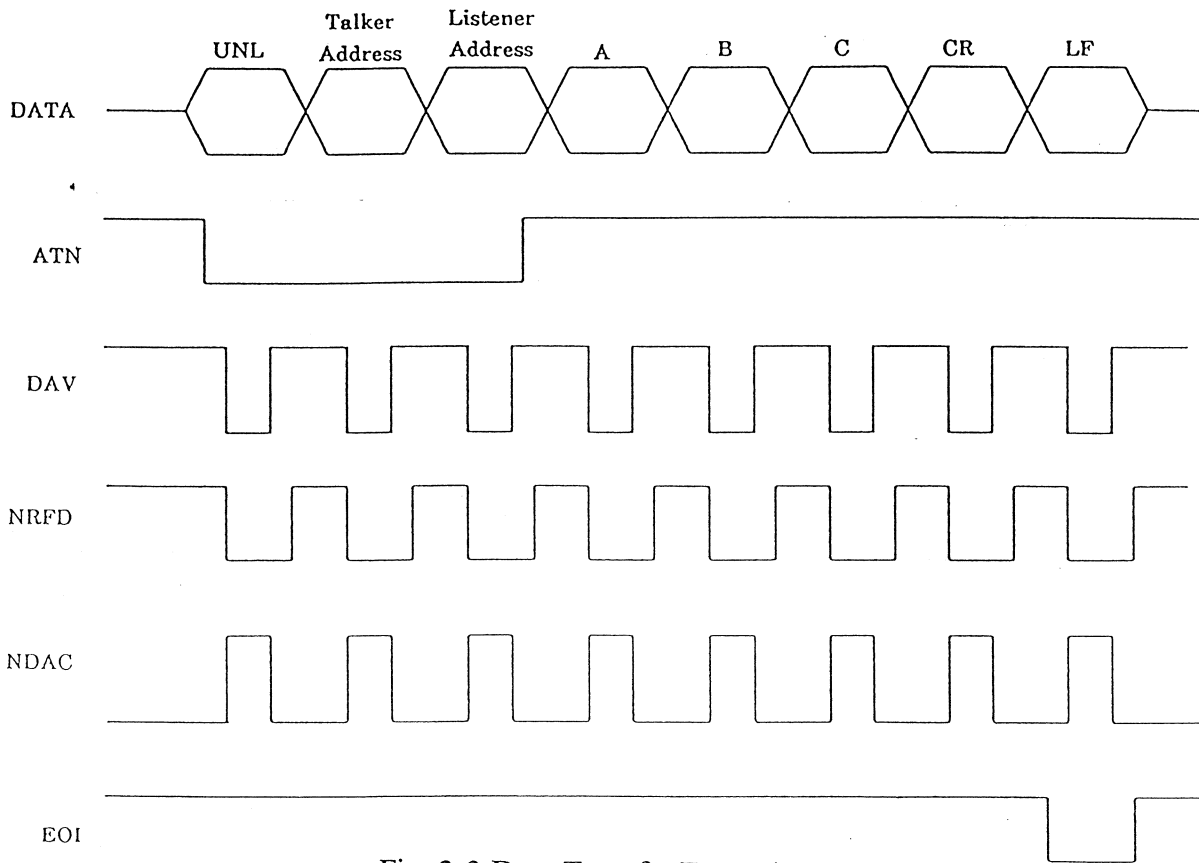 Talker Listener
UNL Address Address A B C CR LF
DATA
ATN
DAV
NRFD
NDAC
EOI